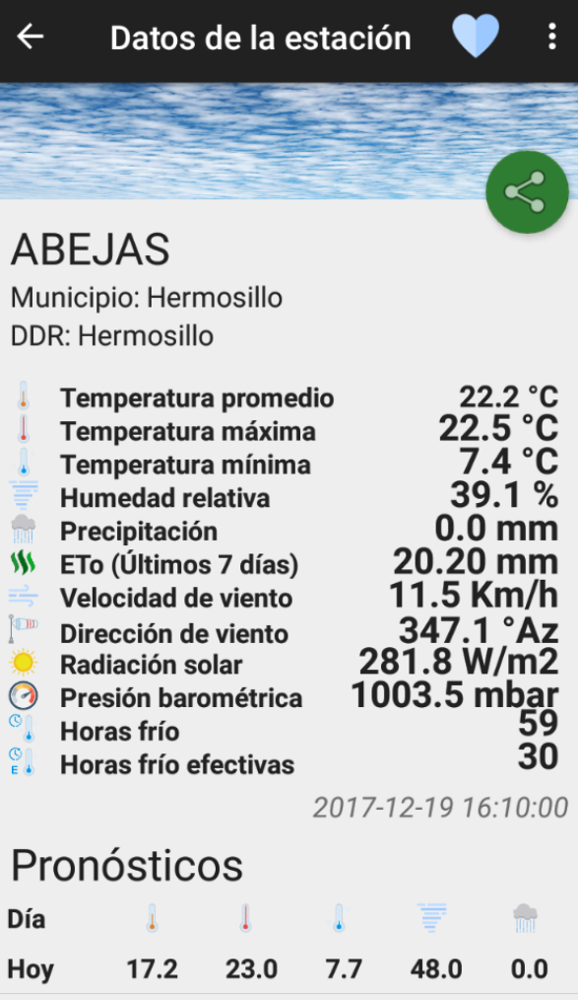 Datos de la estación
ABEJAS
Municipio: Hermosillo
DDR: Hermosillo
Temperatura promedio 22.2 °C
Temperatura máxima 22.5 °C
Temperatura mínima 7.4 °C
Humedad relativa 39.1 %
Precipitación 0.0 mm
ETo (Últimos 7 días) 20.20 mm
Velocidad de viento 11.5 Km/h
Dirección de viento 347.1 °Az
Radiación solar 281.8 W/m2
Presión barométrica 1003.5 mbar
Horas frío 59
E Horas frío efectivas 30
2017-12-19 16:10:00
Pronósticos
Día
Hoy 17.2 23.0 7.7 48.0 0.0